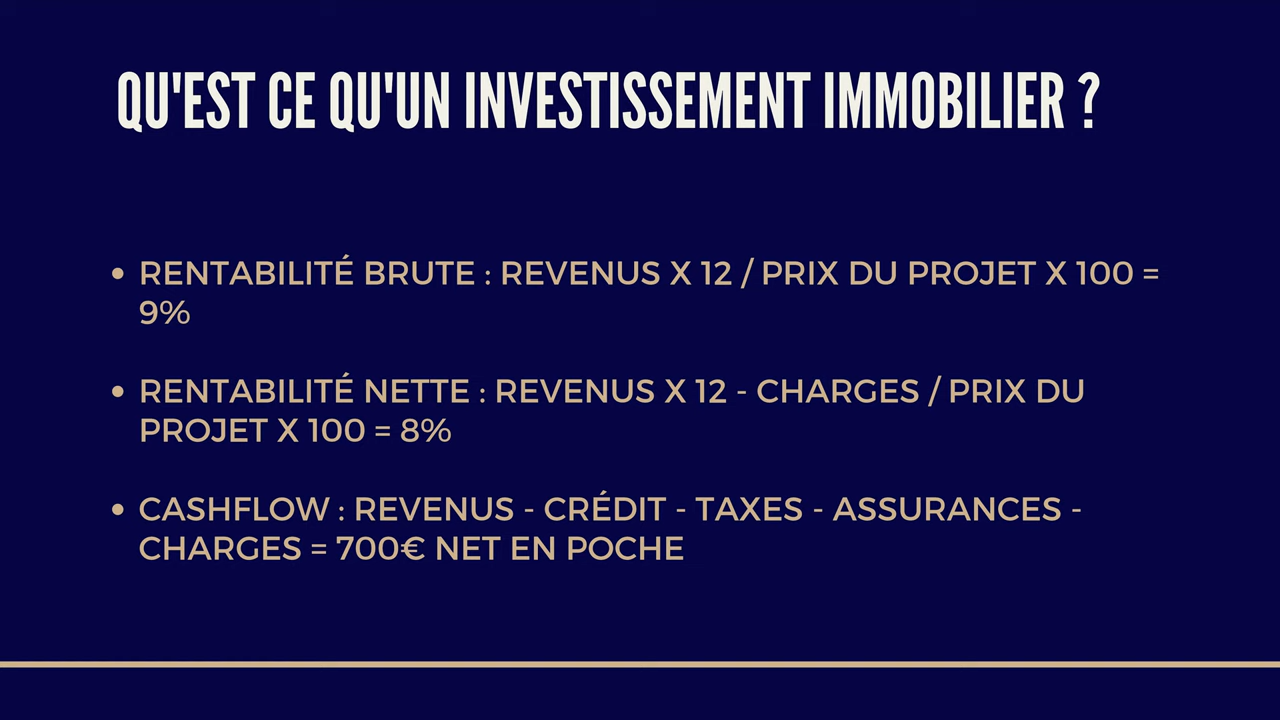 QU'EST CE QU'UN INVESTISSEMENT IMMOBILIER ?
• RENTABILITÉ BRUTE : REVENUS X 12 / PRIX DU PROJET X 100 =
9%
• RENTABILITÉ NETTE : REVENUS X 12 - CHARGES / PRIX DU
PROJET X 100 = 8%
• CASHFLOW : REVENUS - CRÉDIT - TAXES - ASSURANCES -
CHARGES = 700€ NET EN POCHE